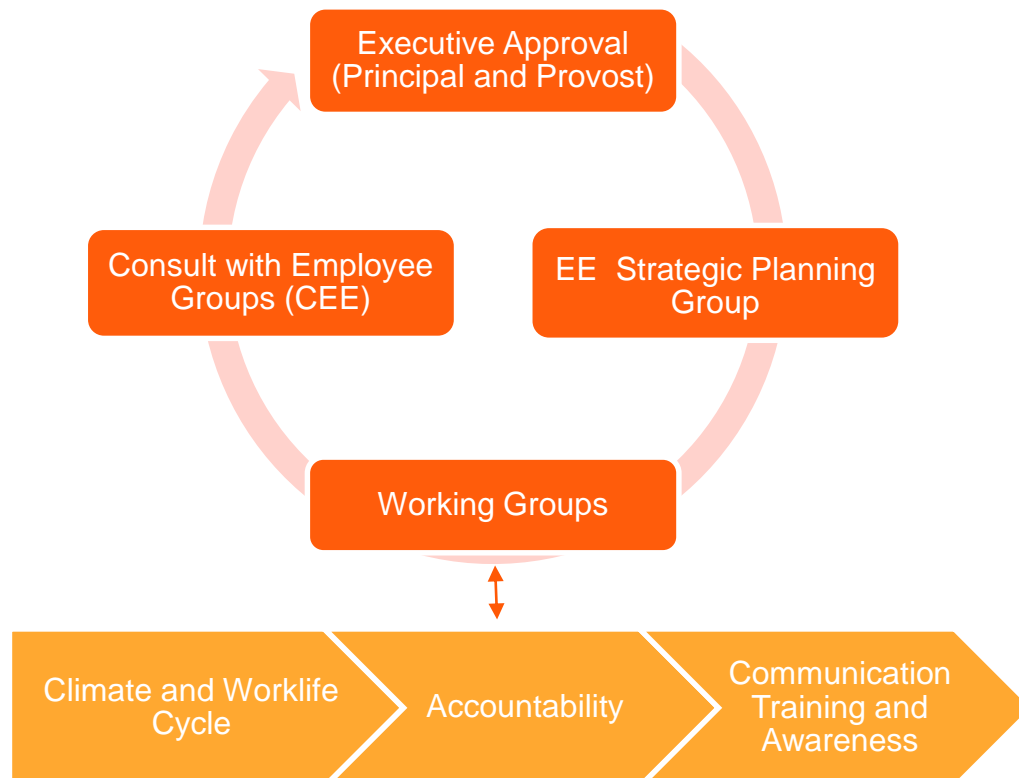 Executive Approval
(Principal and Provost)
Consult with Employee
Groups (CEE)
EE  Strategic Planning
Group
Working Groups
Climate and Worklife
Cycle
Accountability
Communication
Training and
Awareness